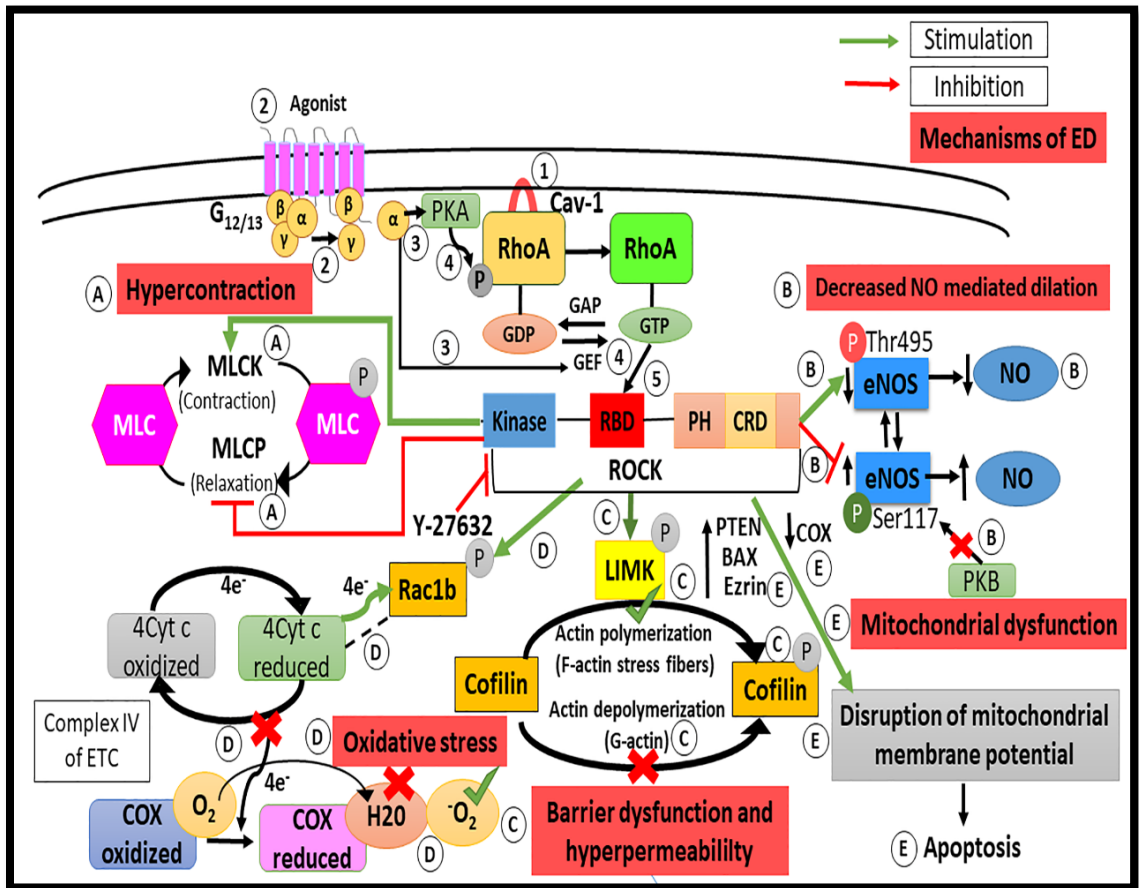 Stimulation
Inhibition
Mechanisms of ED
2 Agonist
1
Cav-1
G12/13
β
α
γ
2
β
γ
α
3
PKA
4
P
RhoA
RhoA
GDP
GAP
GTP
3
GEF
4
5
A Hypercontraction
MLCK
(Contraction)
A
P
MLC
MLC
MLCP
(Relaxation)
A
B Decreased NO mediated dilation
P Thr495
B
eNOS
NO
B
B
eNOS
NO
P Ser117
B
PKB
Kinase
RBD
PH
CRD
ROCK
Y-27632
D
P
Rac1b
C
P
LIMK
C
PTEN
BAX
Ezrin
E
COX
E
E
Mitochondrial dysfunction
4e-
4Cyt c
oxidized
4Cyt c
reduced
4e-
D
Complex IV
of ETC
D
D
Oxidative stress
4e-
COX
oxidized
O2
COX
reduced
H20
-O2
D
C
Cofilin
Actin polymerization
(F-actin stress fibers)
Actin depolymerization
(G-actin)
C
C
P
Cofilin
Barrier dysfunction and
hyperpermeabililty
E
Disruption of mitochondrial
membrane potential
E Apoptosis